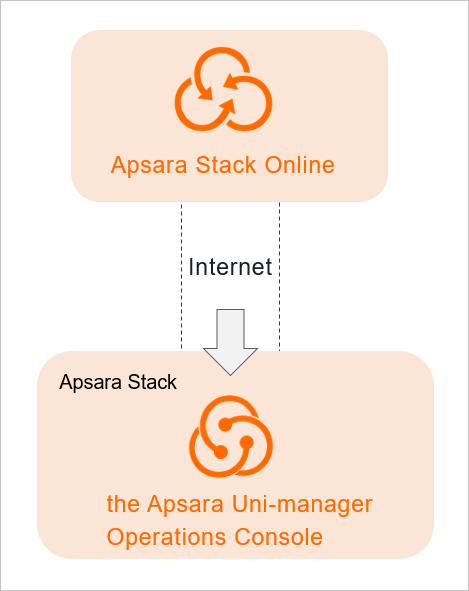 Apsara Stack Online
Internet
Apsara Stack
the Apsara Uni-manager
Operations Console